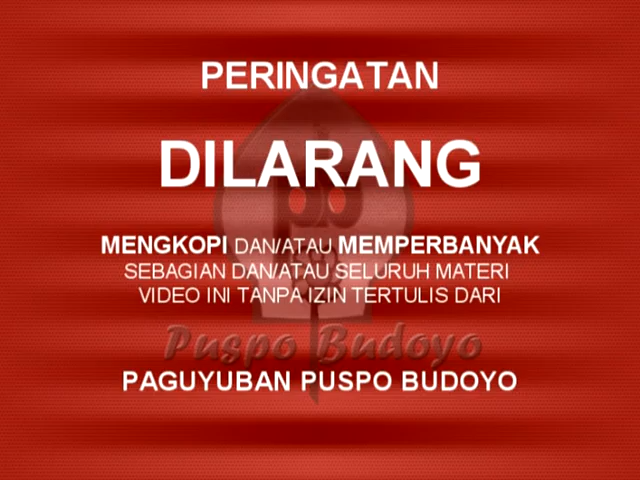 PERINGATAN
DILARANG
MENGKOPI DAN/ATAU MEMPERBANYAK
SEBAGIAN DAN/ATAU SELURUH MATERI
VIDEO INI TANPA IZIN TERTULIS DARI
Puspo Budoyo
PAGUYUBAN PUSPO BUDOYO